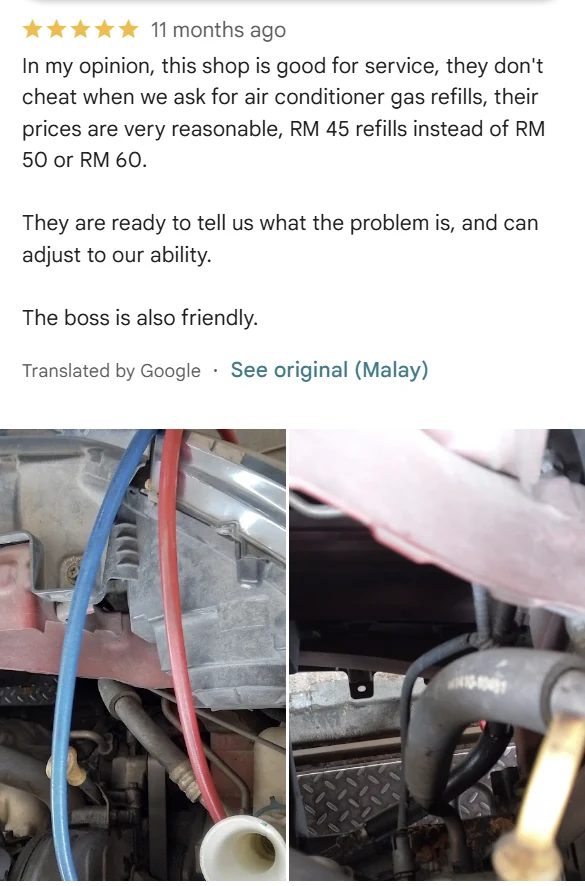 11 months ago
In my opinion, this shop is good for service, they don't
cheat when we ask for air conditioner gas refills, their
prices are very reasonable, RM 45 refills instead of RM
50 or RM 60.
They are ready to tell us what the problem is, and can
adjust to our ability.
The boss is also friendly.
Translated by Google · See original (Malay)